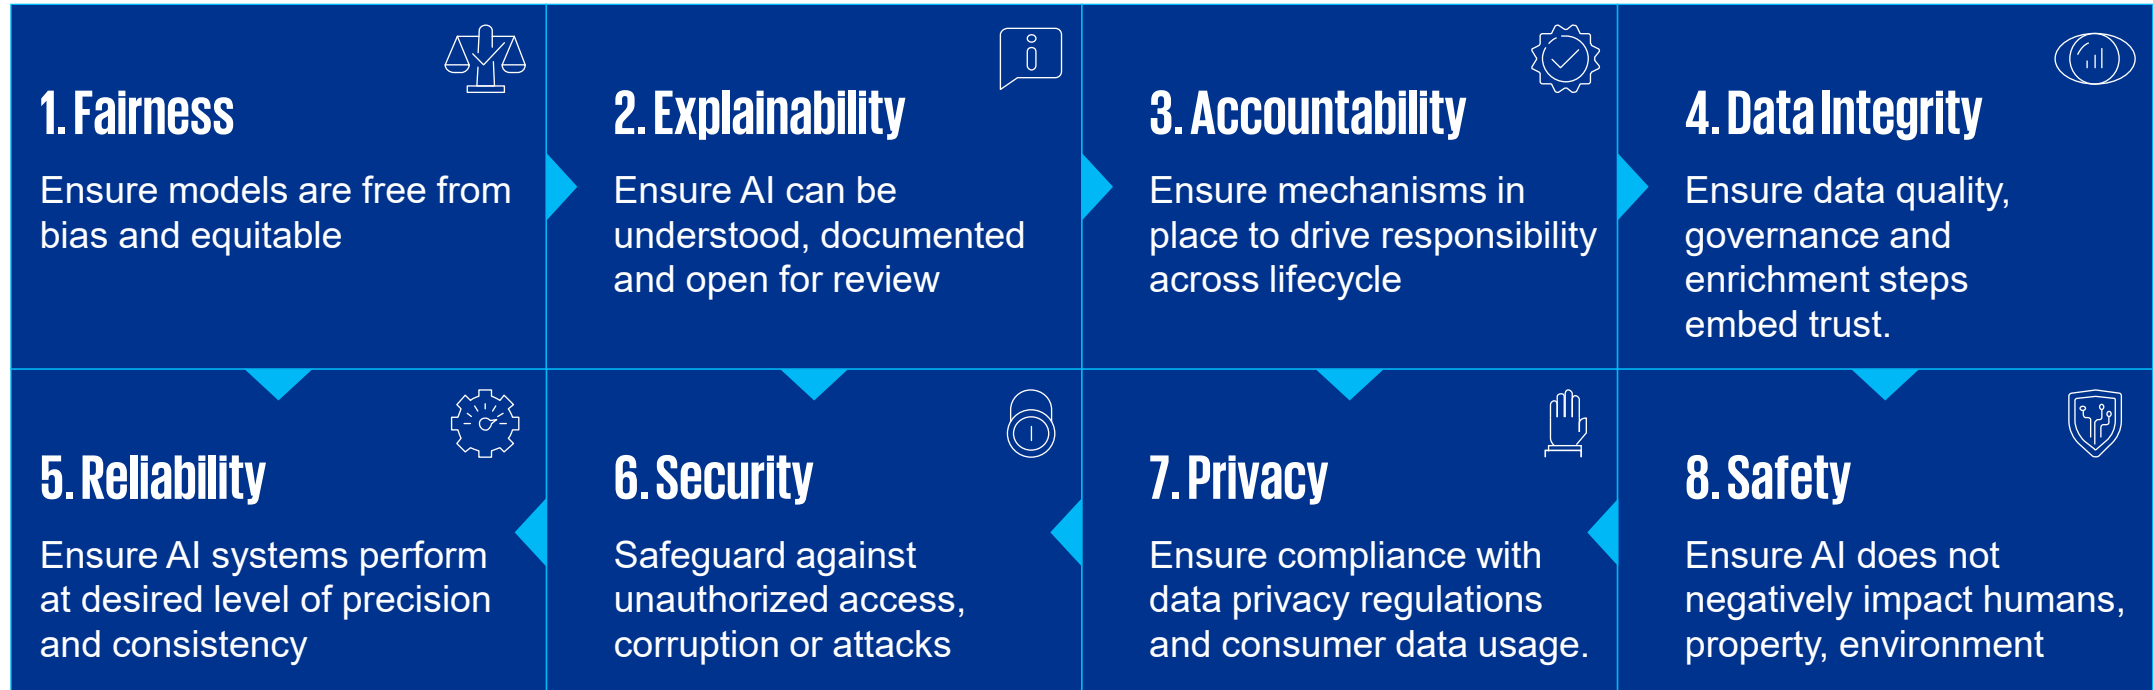 1. Fairness
Ensure models are free from
bias and equitable
2. Explainability
Ensure AI can be
understood, documented
and open for review
3. Accountability
Ensure mechanisms in
place to drive responsibility
across lifecycle
4. Data Integrity
Ensure data quality,
governance and
enrichment steps
embed trust.
5. Reliability
Ensure AI systems perform
at desired level of precision
and consistency
6. Security
Safeguard against
unauthorized access,
corruption or attacks
7. Privacy
Ensure compliance with
data privacy regulations
and consumer data usage.
8. Safety
Ensure AI does not
negatively impact humans,
property, environment